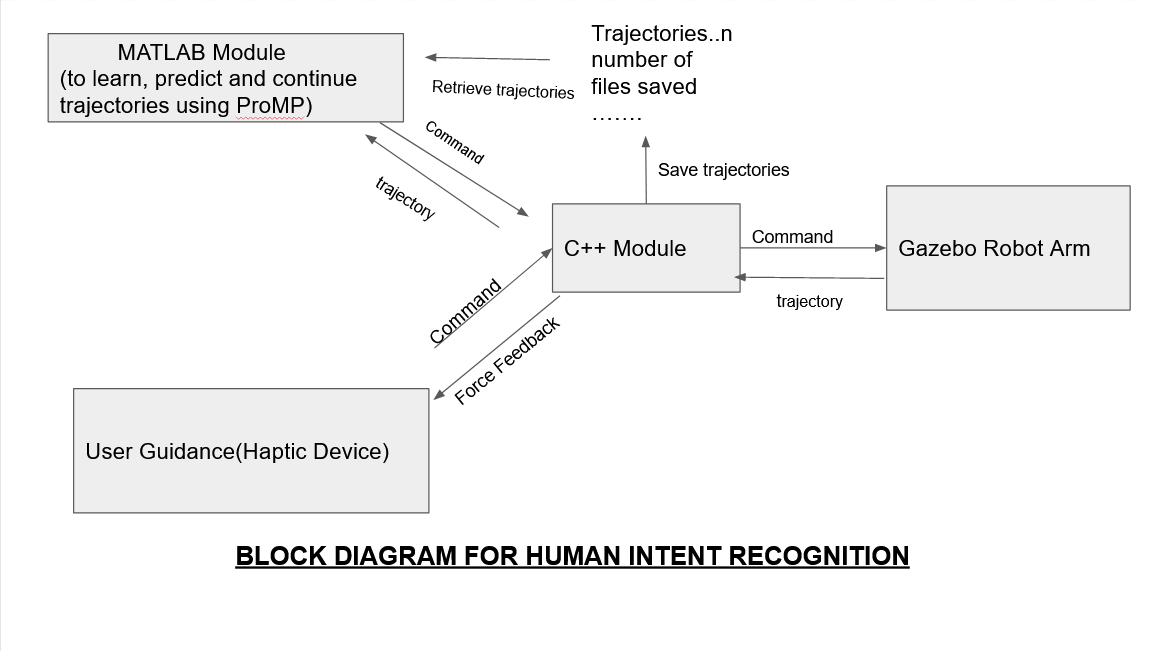 MATLAB Module
(to learn, predict and continue
trajectories using ProMP)
Trajectories..n
number of
files saved
.......
Retrieve trajectories
Command
trajectory
Save trajectories
C++ Module
Command
trajectory
Gazebo Robot Arm
Command
Force Feedback
User Guidance(Haptic Device)
BLOCK DIAGRAM FOR HUMAN INTENT RECOGNITION